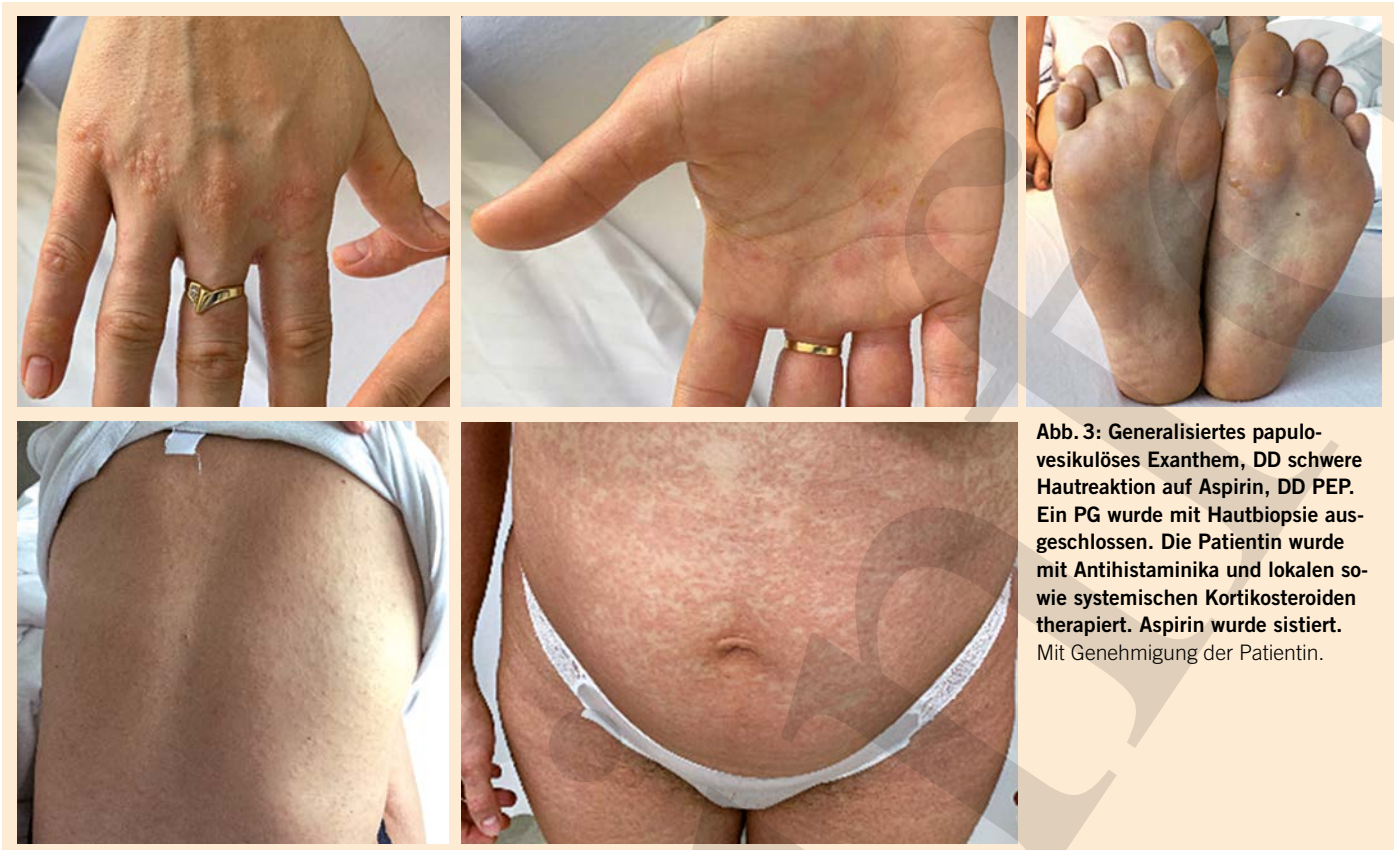 Abb. 3: Generalisiertes papulo-
vesikulöses Exanthem, DD schwere
Hautreaktion auf Aspirin, DD PEP.
Ein PG wurde mit Hautbiopsie aus-
geschlossen. Die Patientin wurde
mit Antihistaminika und lokalen so-
wie systemischen Kortikosteroiden
therapiert. Aspirin wurde sistiert.
Mit Genehmigung der Patientin.